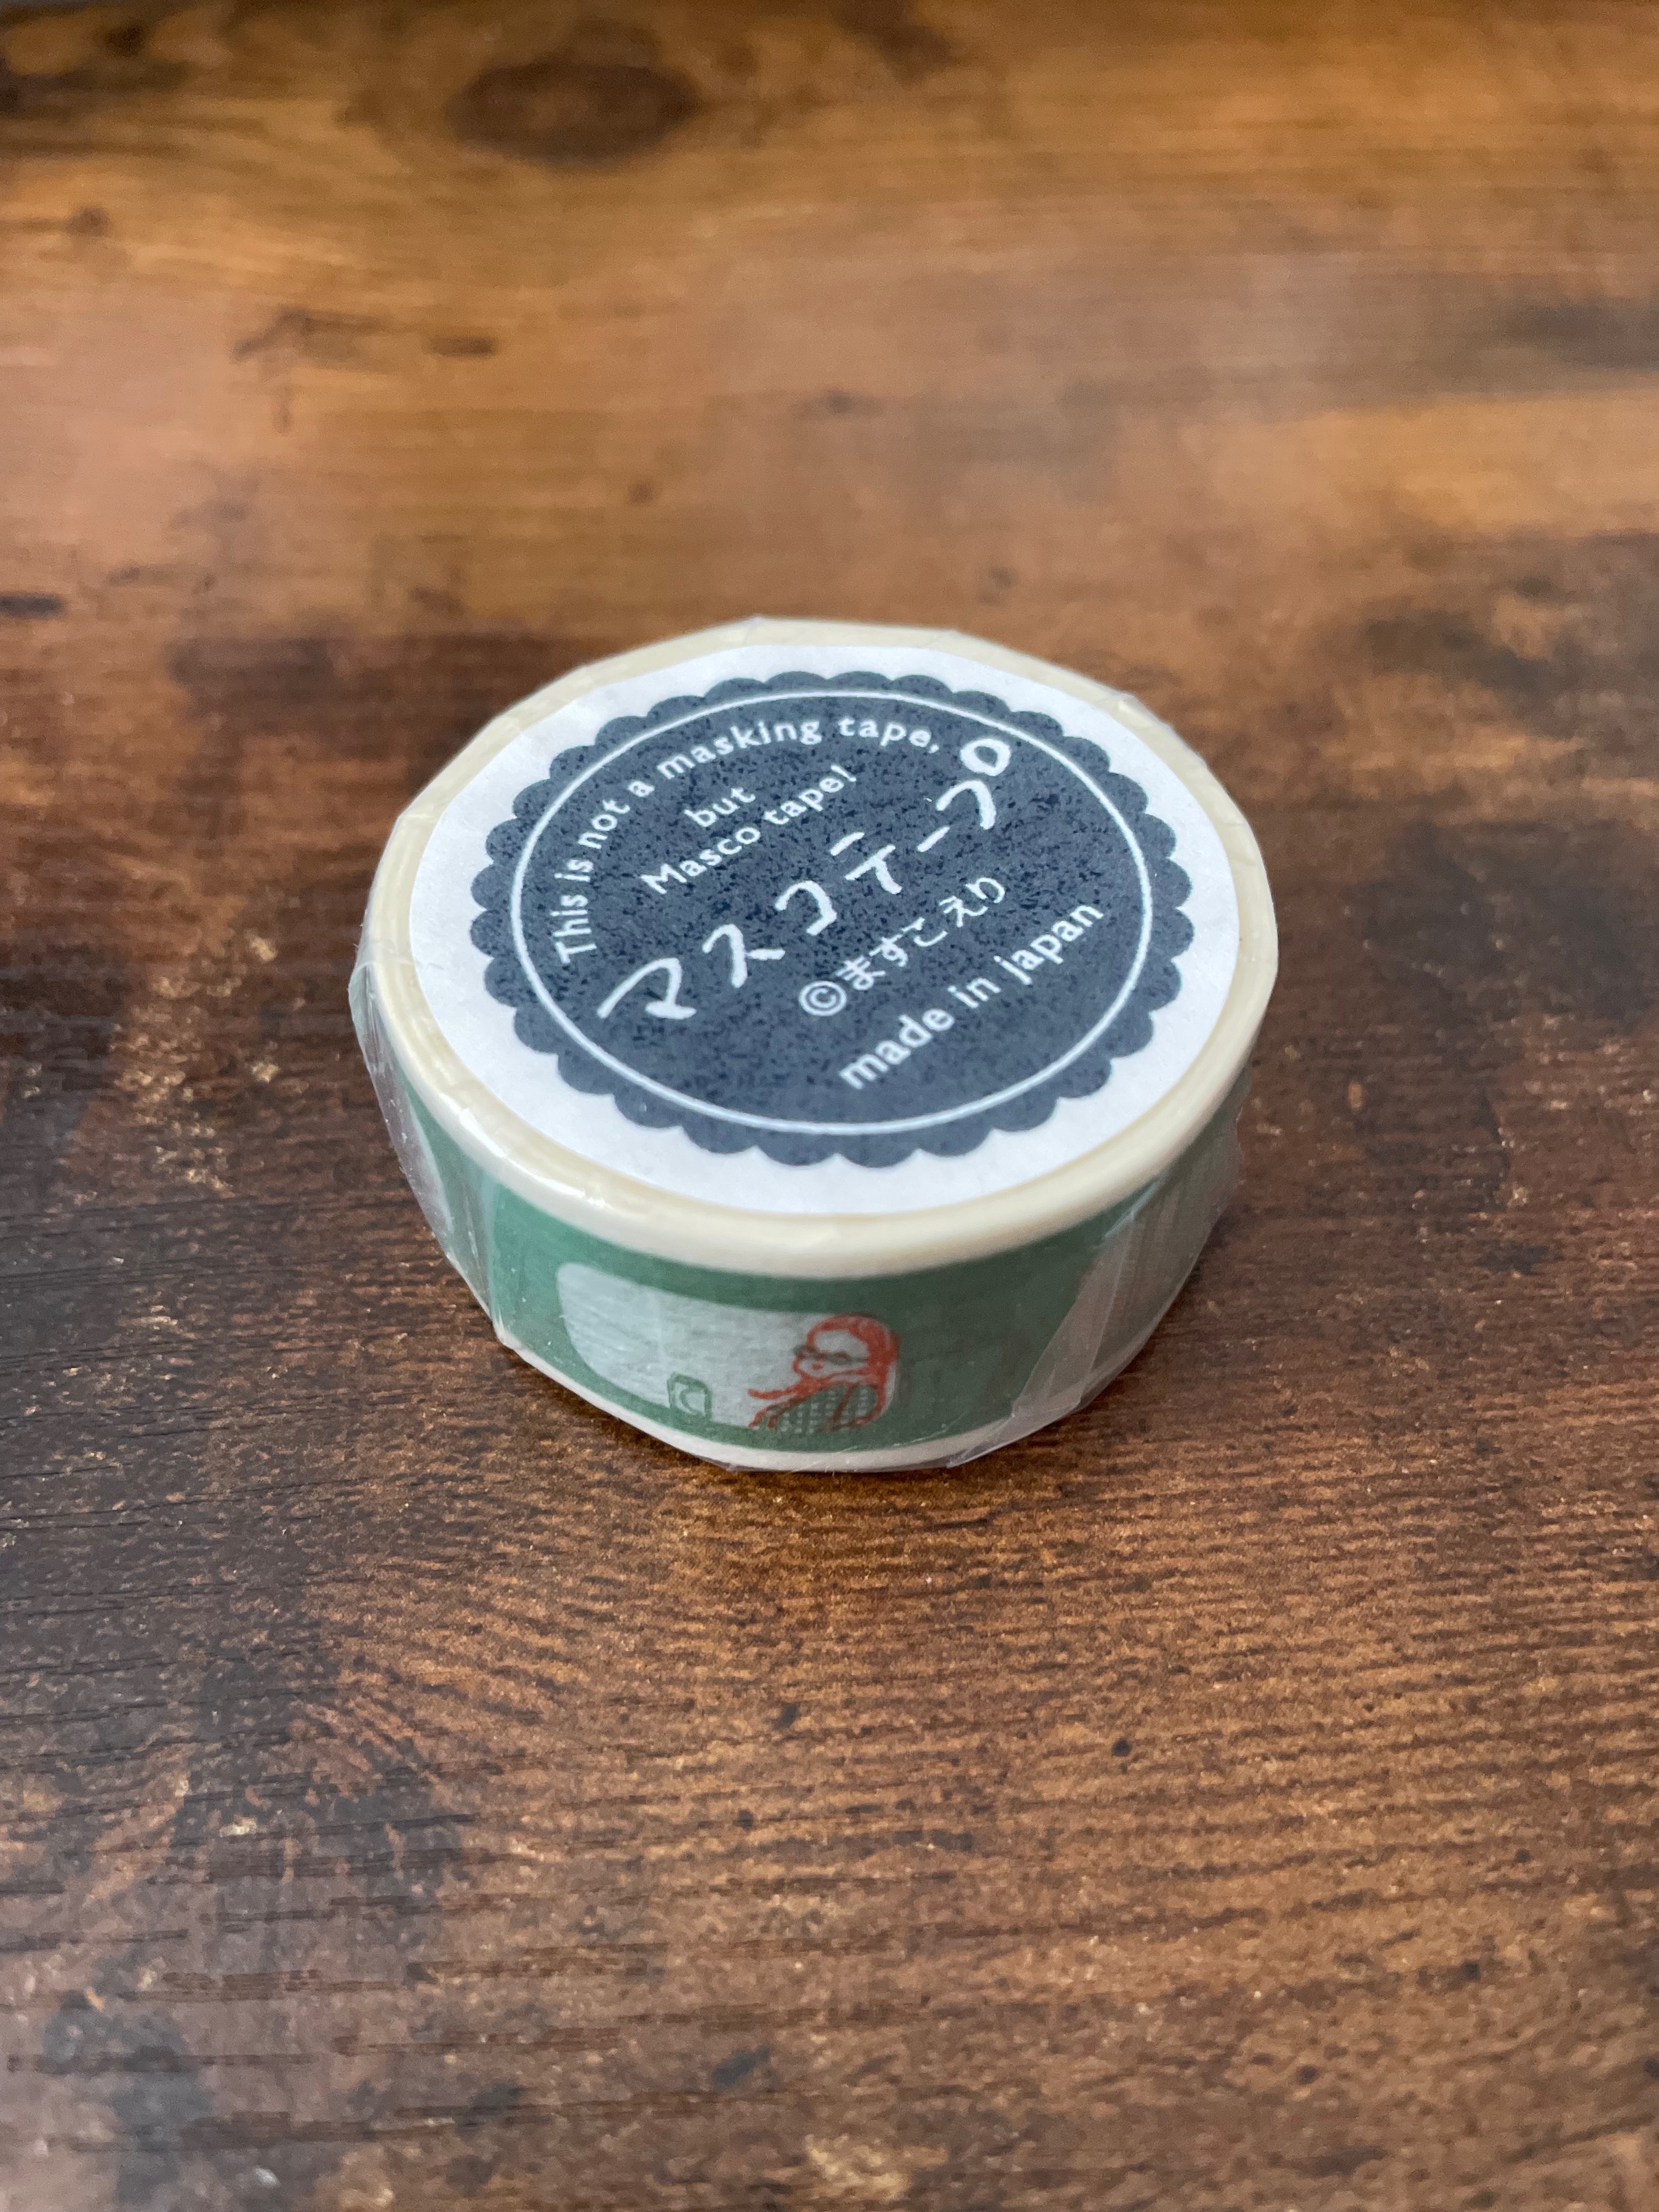 This is not a masking tape,
but
Masco tape!
マスコテープ
©ますこえり
made in japan